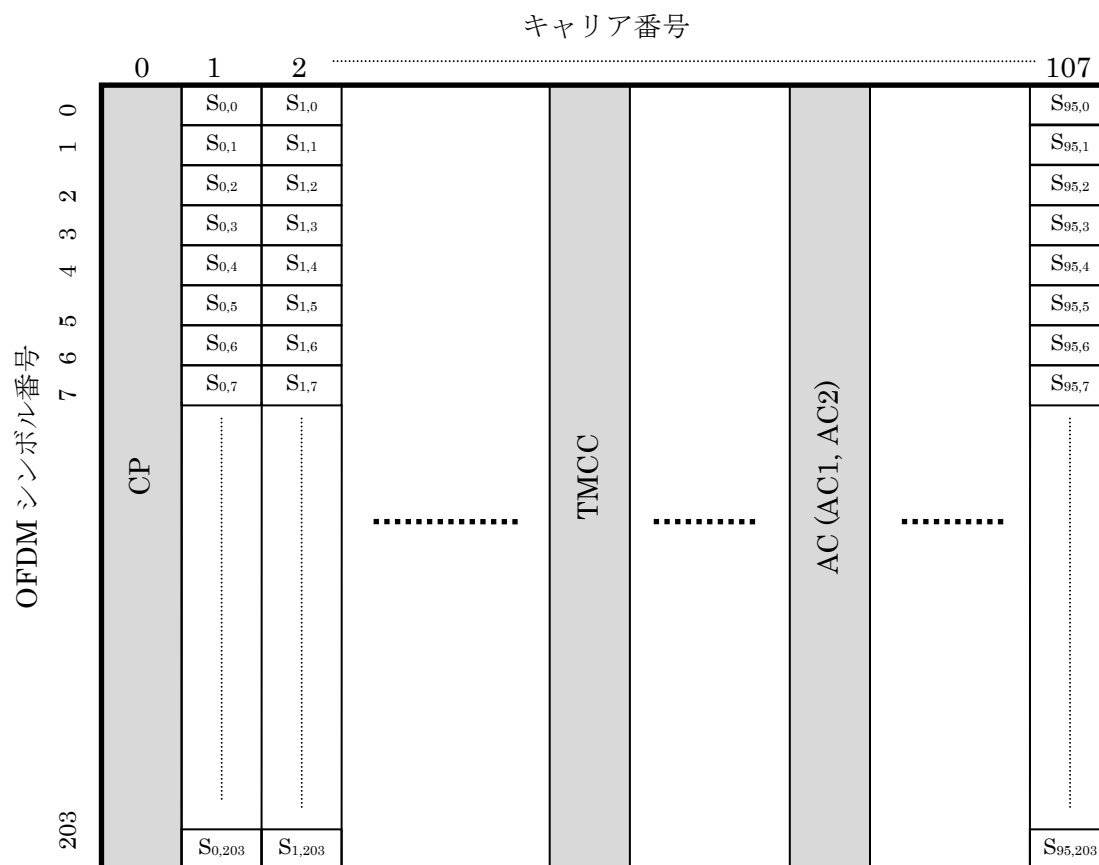 キャリア番号
0 1 2 107
0 S0,0 S1,0 S95,0
1 S0,1 S1,1 S95,1
2 S0,2 S1,2 S95,2
3 S0,3 S1,3 S95,3
4 S0,4 S1,4 S95,4
5 S0,5 S1,5 S95,5
6 S0,6 S1,6 S95,6
7 S0,7 S1,7 S95,7
OFDM シンボル番号
CP
TMCC
AC (AC1, AC2)
203 S0,203 S1,203 S95,203